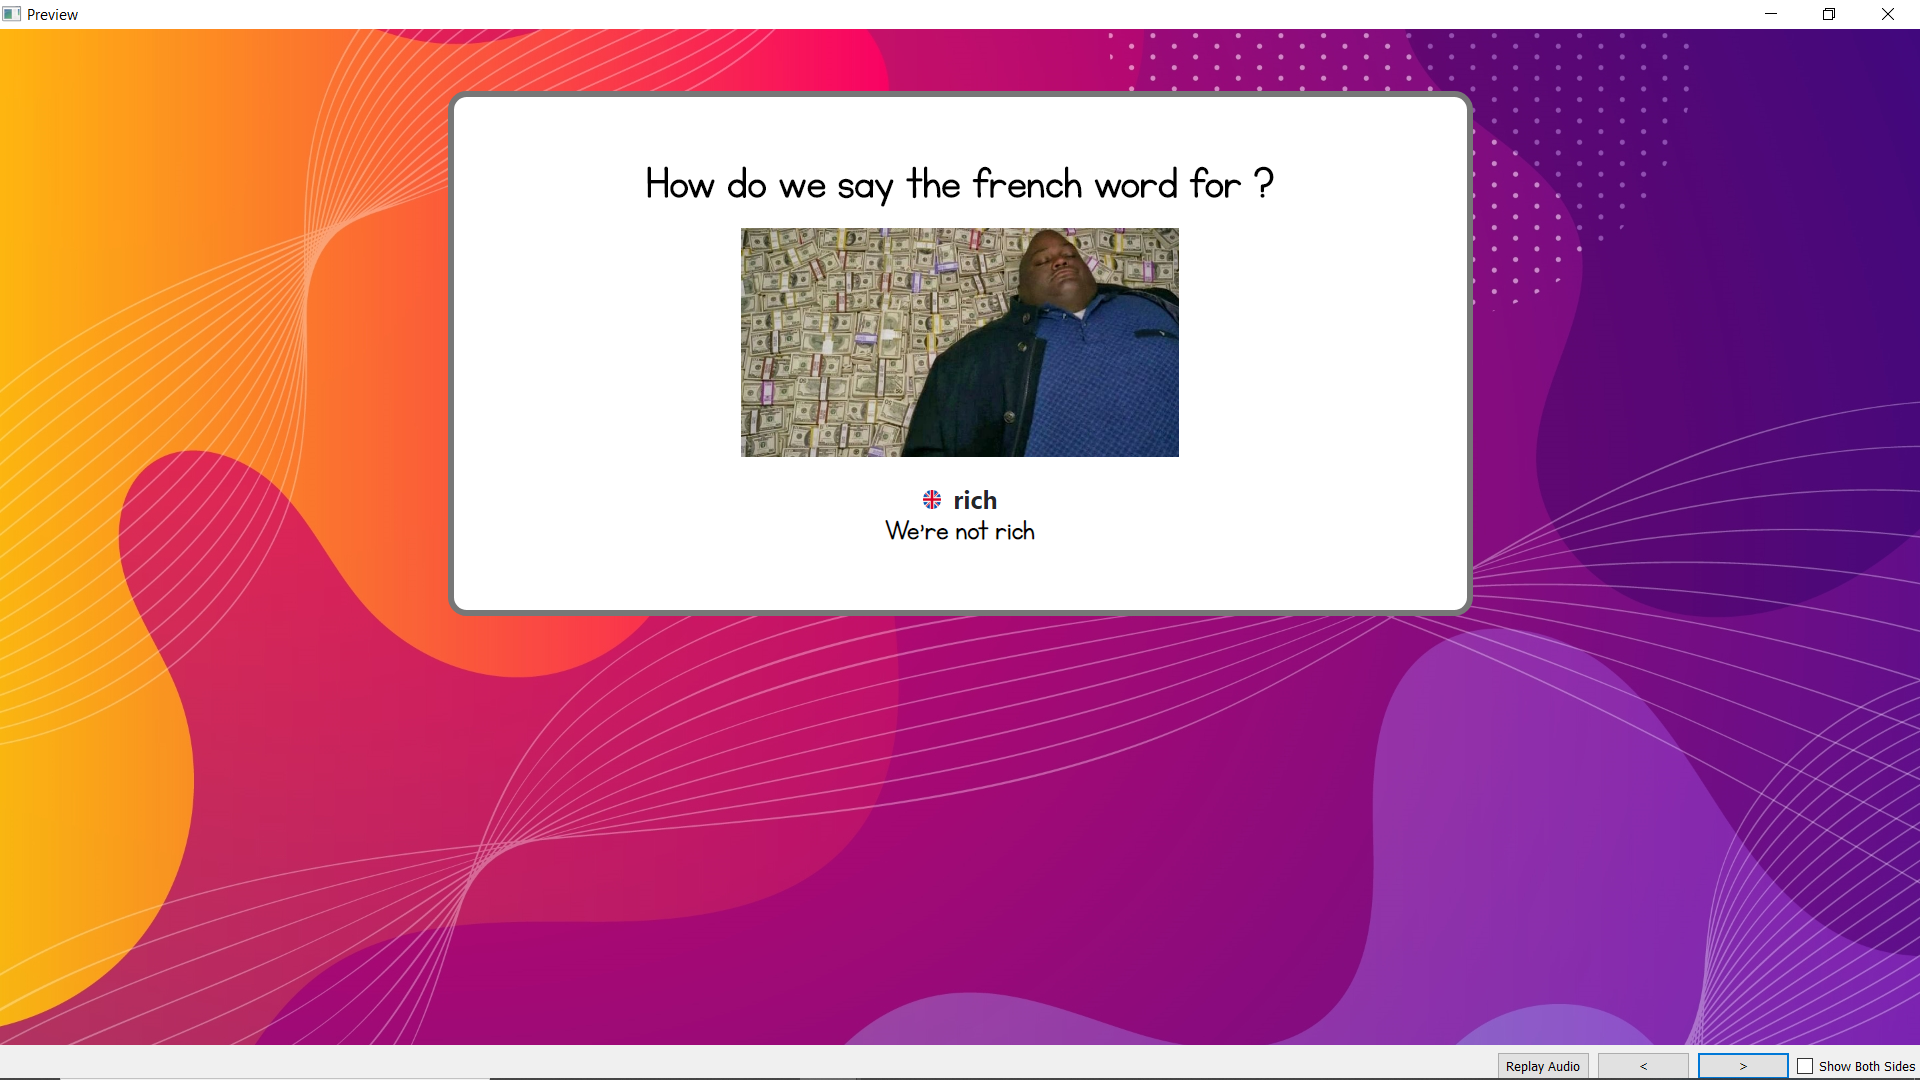 Preview
How do we say the french word for ?
rich
We're not rich
Replay Audio < > Show Both Sides